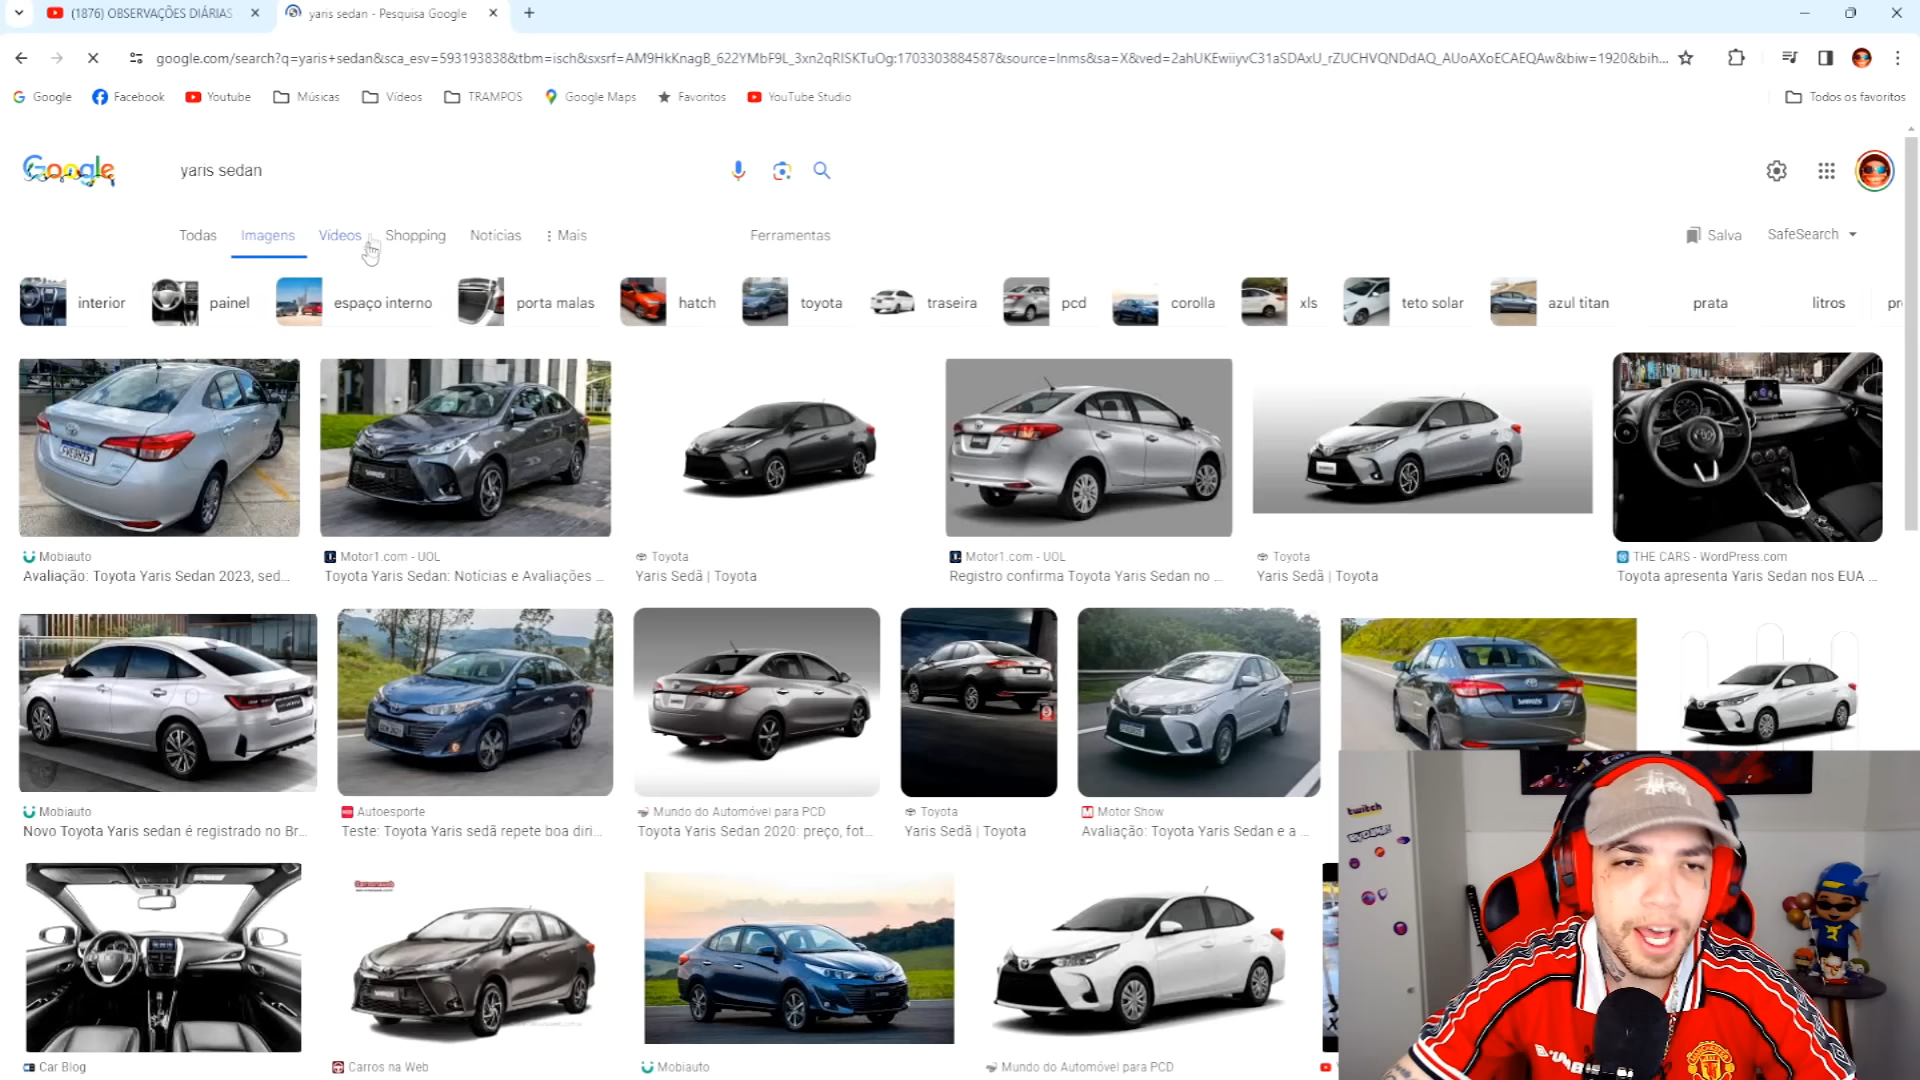 (1876) OBSERVAÇÕES DIÁRIAS
yaris sedan - Pesquisa Google
google.com/search?q=yaris+sedan&sca_esv=593193838&tbm=isch&sxsrf=AM9HkKnagB_622YMbF9L_3xn2qRISKTuOg:1703303884587&source=lnms&sa=X&ved=2ahUKEwiiyvC31aSDAxU_rZUCHVQNDdAQ_AUoAXoECAEQAw&biw=1920&bih...
Google Facebook Youtube Músicas Vídeos TRAMPOS Google Maps Favoritos YouTube Studio Todos os favoritos
Google yaris sedan
Todas Imagens Vídeos Shopping Notícias Mais Ferramentas Salva SafeSearch
interior painel espaço interno porta malas hatch toyota traseira pcd corolla xls teto solar azul titan prata litros
Mobiauto Motor1.com - UOL Toyota Motor1.com - UOL Toyota THE CARS - WordPress.com
Avaliação: Toyota Yaris Sedan 2023, sed... Toyota Yaris Sedan: Notícias e Avaliações ... Yaris Sedã | Toyota Registro confirma Toyota Yaris Sedan no ... Yaris Sedã | Toyota Toyota apresenta Yaris Sedan nos EUA ...
Mobiauto Autoesporte Mundo do Automóvel para PCD Toyota Motor Show
Novo Toyota Yaris sedan é registrado no Br... Teste: Toyota Yaris sedã repete boa diri... Toyota Yaris Sedan 2020: preço, fot... Yaris Sedã | Toyota Avaliação: Toyota Yaris Sedan e a ...
twitch
Car Blog Carros na Web Mobiauto Mundo do Automóvel para PCD